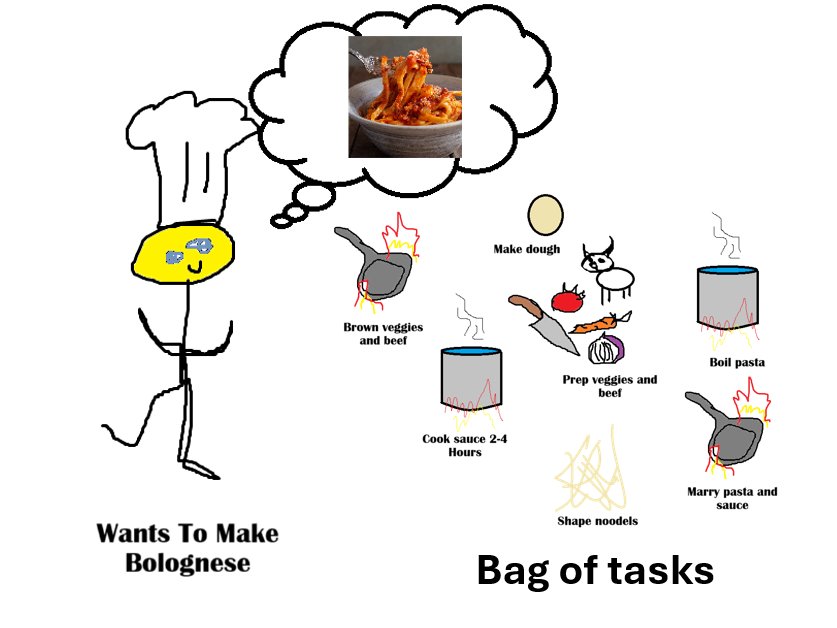 Make dough
Brown veggies
and beef
Boil pasta
Prep veggies and
beef
Cook sauce 2-4
Hours
Marry pasta and
sauce
Shape noodels
Wants To Make
Bolognese
Bag of tasks